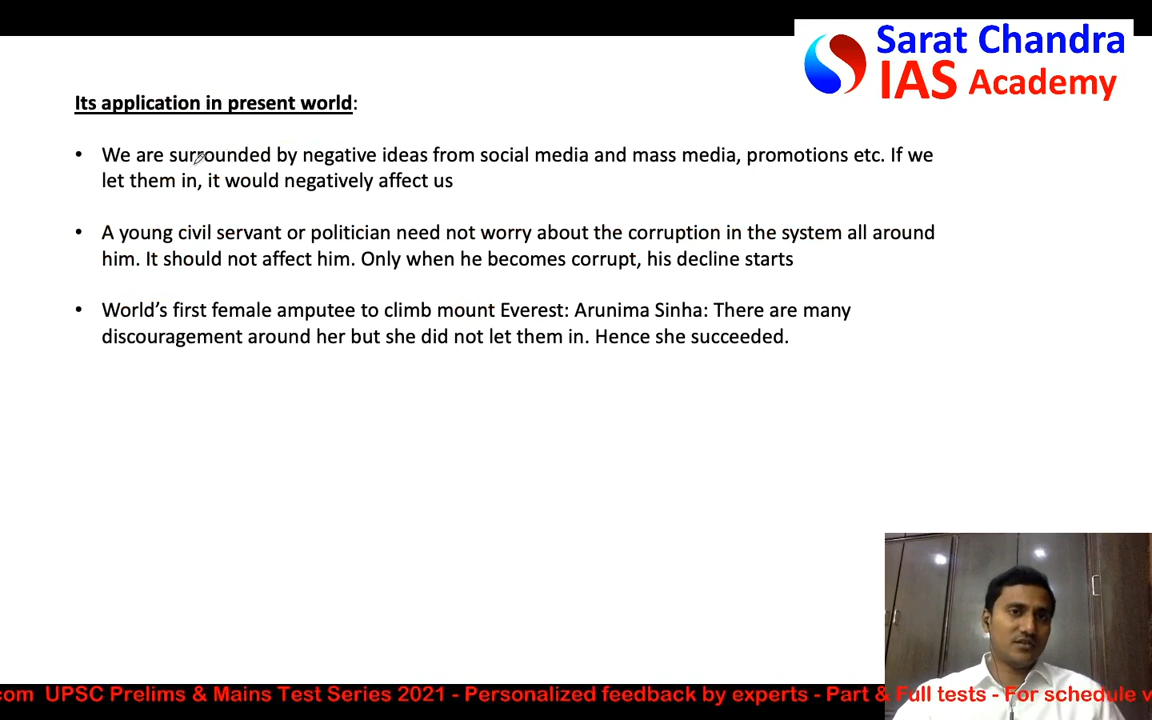 Sarat Chandra
IAS Academy
Its application in present world:
• We are surrounded by negative ideas from social media and mass media, promotions etc. If we
let them in, it would negatively affect us
• A young civil servant or politician need not worry about the corruption in the system all around
him. It should not affect him. Only when he becomes corrupt, his decline starts
• World’s first female amputee to climb mount Everest: Arunima Sinha: There are many
discouragement around her but she did not let them in. Hence she succeeded.
com UPSC Prelims & Mains Test Series 2021 - Personalized feedback by experts - Part & Full tests - For schedule v